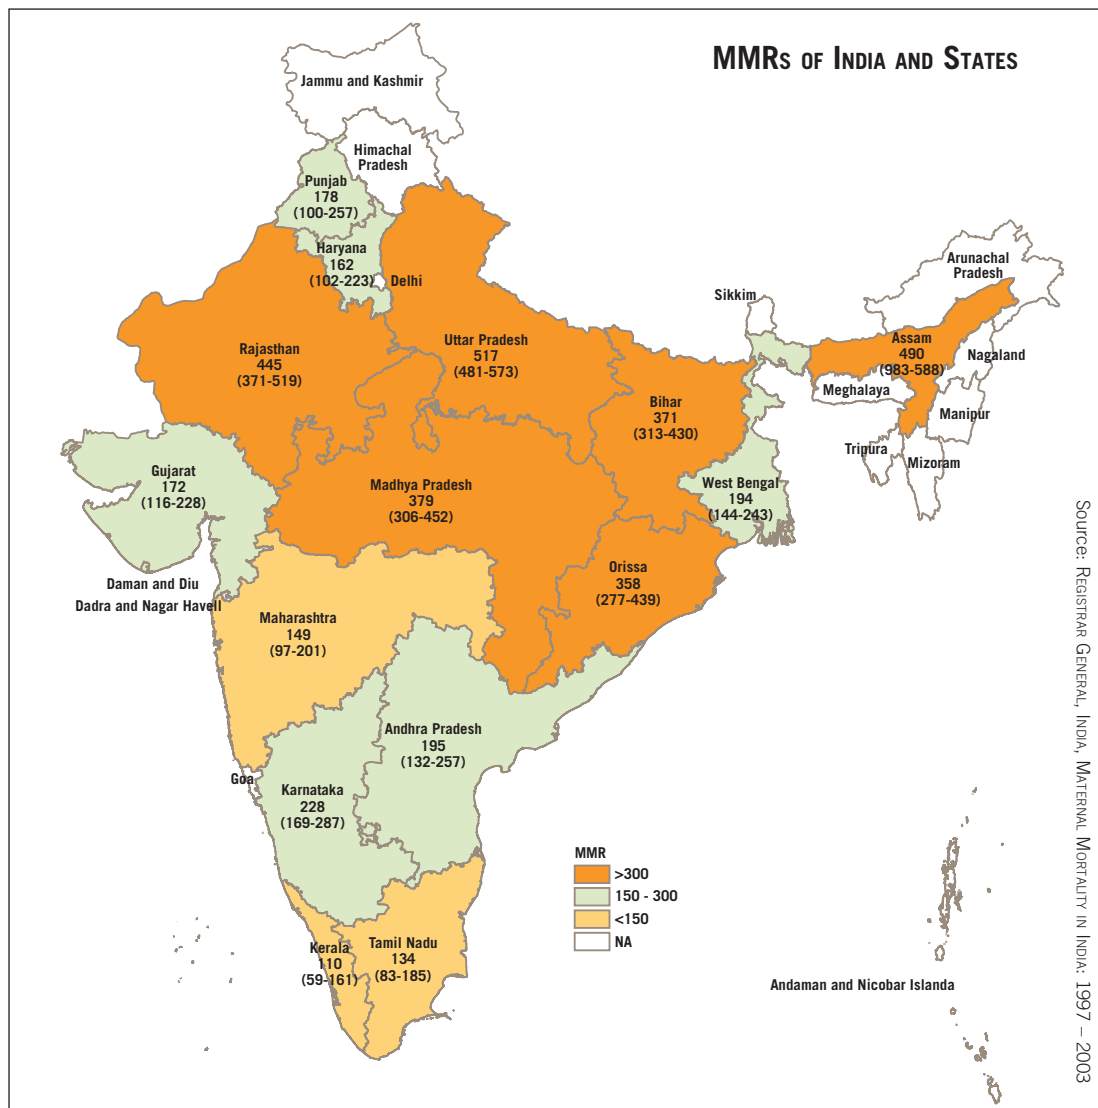 MMRs of India and States
Jammu and Kashmir
Himachal
Pradesh
Punjab
178
(100-257)
Haryana
162
(102-223)
Delhi
Arunachal
Pradesh
Sikkim
Assam
490
(983-588)
Nagaland
Meghalaya
Manipur
Tripura
Mizoram
Rajasthan
445
(371-519)
Uttar Pradesh
517
(481-573)
Bihar
371
(313-430)
Gujarat
172
(116-228)
Madhya Pradesh
379
(306-452)
West Bengal
194
(144-243)
Orissa
358
(277-439)
Daman and Diu
Dadra and Nagar Havell
Maharashtra
149
(97-201)
Andhra Pradesh
195
(132-257)
Goa
Karnataka
228
(169-287)
Kerala
110
(59-161)
Tamil Nadu
134
(83-185)
MMR
>300
150 - 300
<150
NA
Andaman and Nicobar Islanda
Source: Registrar General, India, Maternal Mortality in India: 1997 – 2003